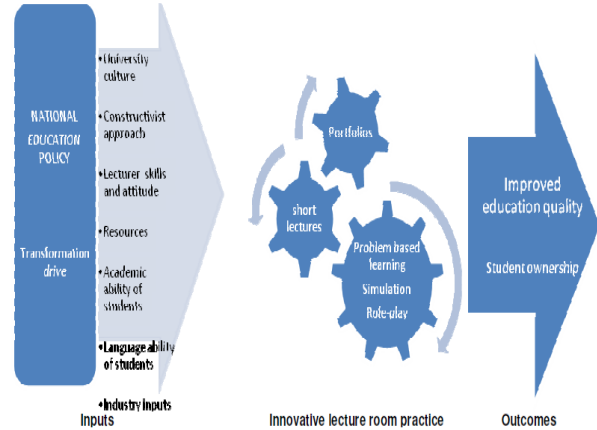 NATIONAL
EDUCATION
POLICY
Transformation
drive
•University
culture
•Constructivist
approach
•Lecturer skills
and attitude
•Resources
•Academic
ability of
students
•Language ability
of students
•Industry inputs
Inputs
Portfolios
short
lectures
Problem based
learning
Simulation
Role-play
Innovative lecture room practice
Improved
education quality
Student ownership
Outcomes